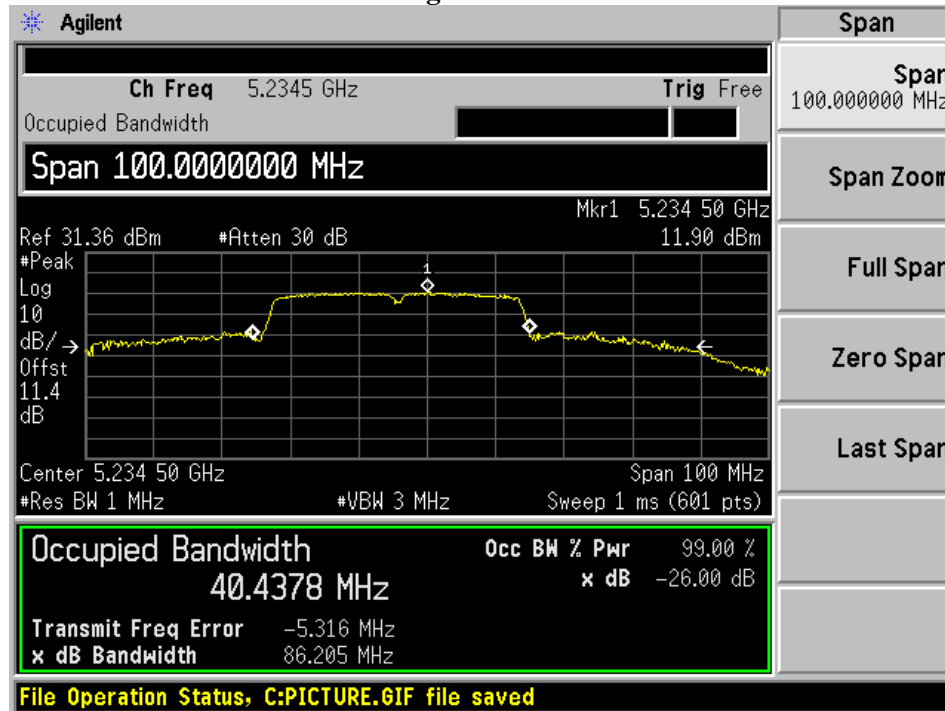 Agilent
Span
Ch Freq 5.2345 GHz Trig Free
Occupied Bandwidth
Span 100.0000000 MHz
Mkr1 5.234 50 GHz
Ref 31.36 dBm #Atten 30 dB 11.90 dBm
#Peak
Log
10
dB/
Offst
11.4
dB
1
Center 5.234 50 GHz Span 100 MHz
#Res BW 1 MHz #VBW 3 MHz Sweep 1 ms (601 pts)
Occupied Bandwidth
40.4378 MHz
Occ BW % Pwr 99.00 %
x dB -26.00 dB
Transmit Freq Error -5.316 MHz
x dB Bandwidth 86.205 MHz
File Operation Status, C:PICTURE.GIF file saved
Span
100.000000 MHz
Span Zoom
Full Span
Zero Span
Last Span